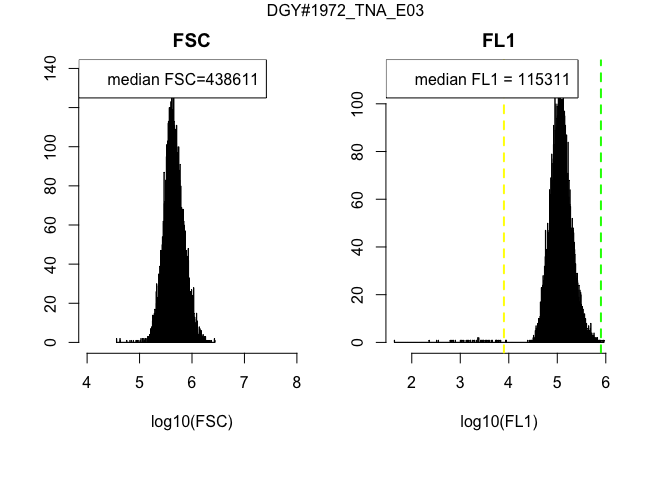 DGY#1972_TNA_E03
FSC
median FSC=438611
0
20
40
60
80
100
140
4 5 6 7 8
log10(FSC)
FL1
median FL1 = 115311
0
20
40
60
80
100
2 3 4 5 6
log10(FL1)